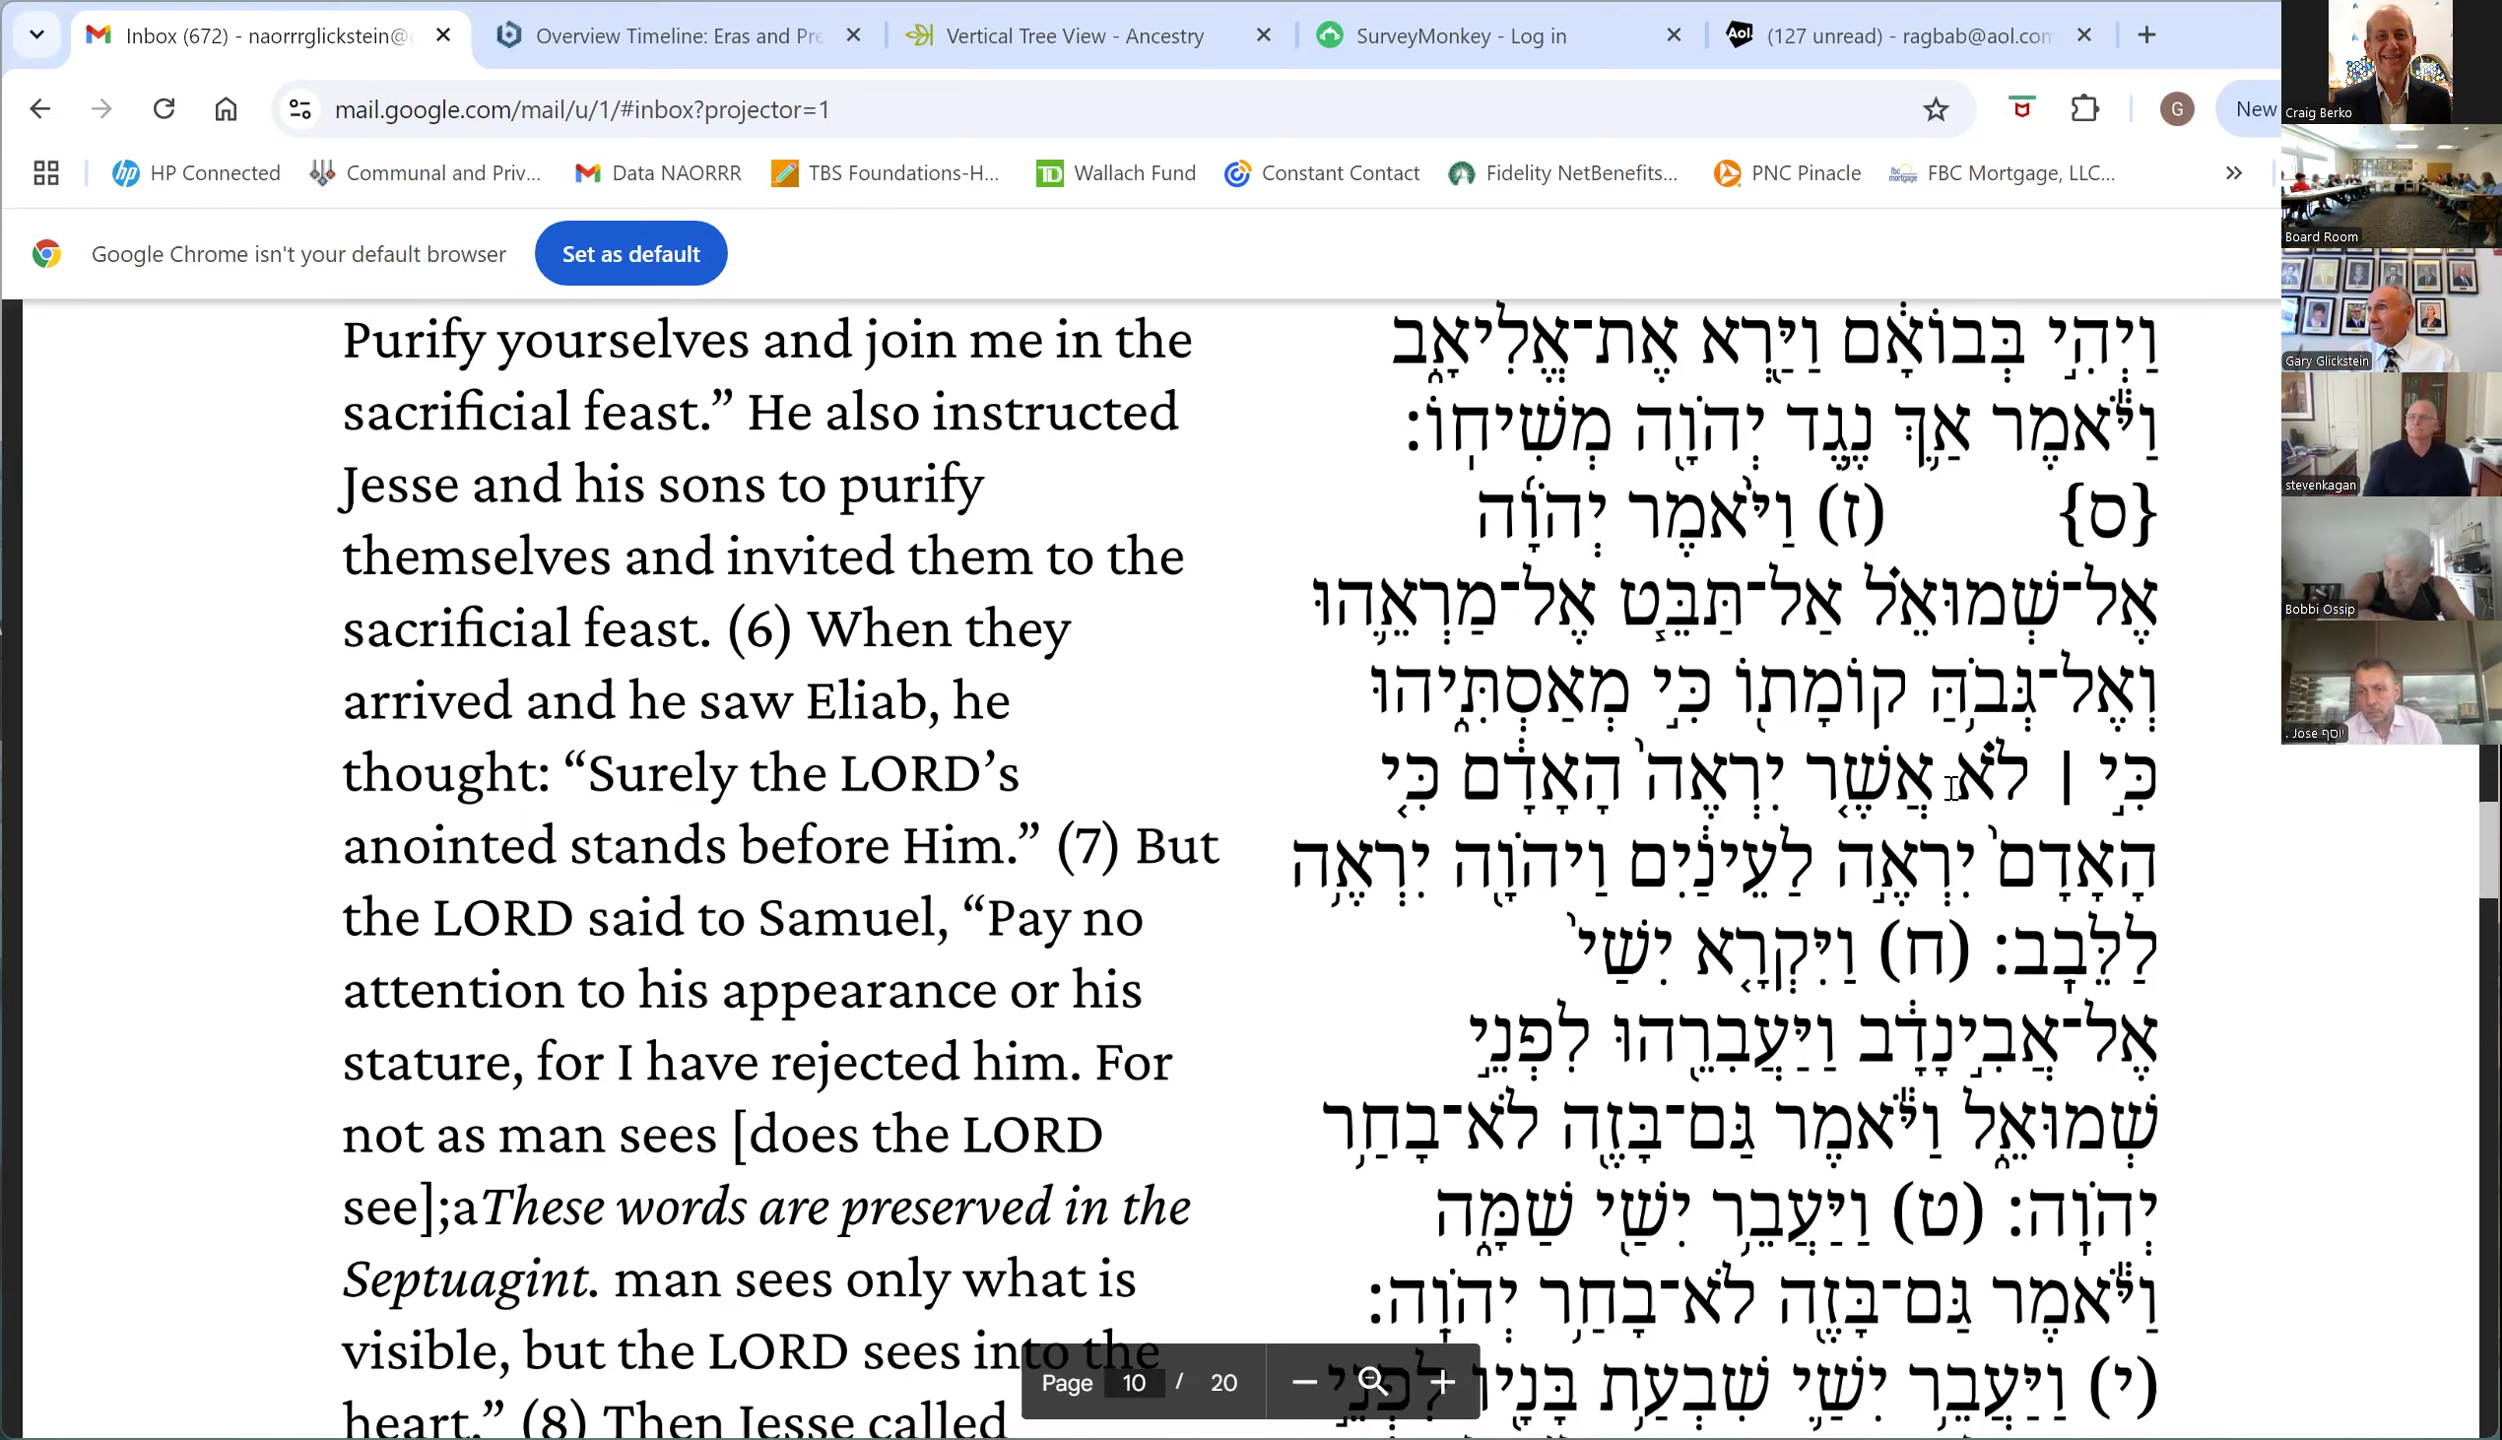 Inbox (672) - naorrrglickstein@
Overview Timeline: Eras and Pre
Vertical Tree View - Ancestry
SurveyMonkey - Log in
Aol.
(127 unread) - ragbab@aol.com
mail.google.com/mail/u/1/#inbox?projector=1
G
New
HP Connected
Communal and Priv...
Data NAORRR
TBS Foundations-H...
Wallach Fund
Constant Contact
Fidelity NetBenefits...
PNC Pinacle
FBC Mortgage, LLC...
Google Chrome isn't your default browser
Set as default
Purify yourselves and join me in the
sacrificial feast.” He also instructed
Jesse and his sons to purify
themselves and invited them to the
sacrificial feast. (6) When they
arrived and he saw Eliab, he
thought: “Surely the LORD’s
anointed stands before Him.” (7) But
the LORD said to Samuel, “Pay no
attention to his appearance or his
stature, for I have rejected him. For
not as man sees [does the LORD
see];aThese words are preserved in the
Septuagint. man sees only what is
visible, but the LORD sees into the
heart.” (8) Then Jesse called
וַיְהִ֣י בְּבוֹאָ֔ם וַיַּ֖רְא אֶת־אֱלִיאָ֑ב
וַיֹּ֕אמֶר אַ֛ךְ נֶ֥גֶד יְהֹוָ֖ה מְשִׁיחֽוֹ׃
{ס} (ז) וַיֹּ֨אמֶר יְהֹוָ֜ה
אֶל־שְׁמוּאֵ֗ל אַל־תַּבֵּ֧ט אֶל־מַרְאֵ֛הוּ
וְאֶל־גְּבֹ֥הַּ קוֹמָת֖וֹ כִּ֣י מְאַסְתִּ֑יהוּ
כִּ֣י | לֹ֗א אֲשֶׁ֤ר יִרְאֶה֙ הָאָדָ֔ם כִּ֤י
הָאָדָם֙ יִרְאֶ֣ה לַעֵינַ֔יִם וַיהֹוָ֖ה יִרְאֶ֥ה
לַלֵּבָֽב׃ (ח) וַיִּקְרָ֤א יִשַׁי֙
אֶל־אֲבִ֣ינָדָ֔ב וַיַּעֲבִרֵ֖הוּ לִפְנֵ֣י
שְׁמוּאֵ֑ל וַיֹּ֕אמֶר גַּם־בָּזֶ֖ה לֹא־בָחַ֥ר
יְהֹוָֽה׃ (ט) וַיַּעֲבֵ֥ר יִשַׁ֖י שַׁמָּ֑ה
וַיֹּ֕אמֶר גַּם־בָּזֶ֖ה לֹא־בָחַ֥ר יְהֹוָֽה׃
(י) וַיַּעֲבֵ֥ר יִשַׁ֛י שִׁבְעַ֥ת בָּנָ֖יו לִפְנֵ֣י
Page 10 / 20
Craig Berko
Board Room
Gary Glickstein
stevenkagan
Bobbi Ossip
. Jose יוסף